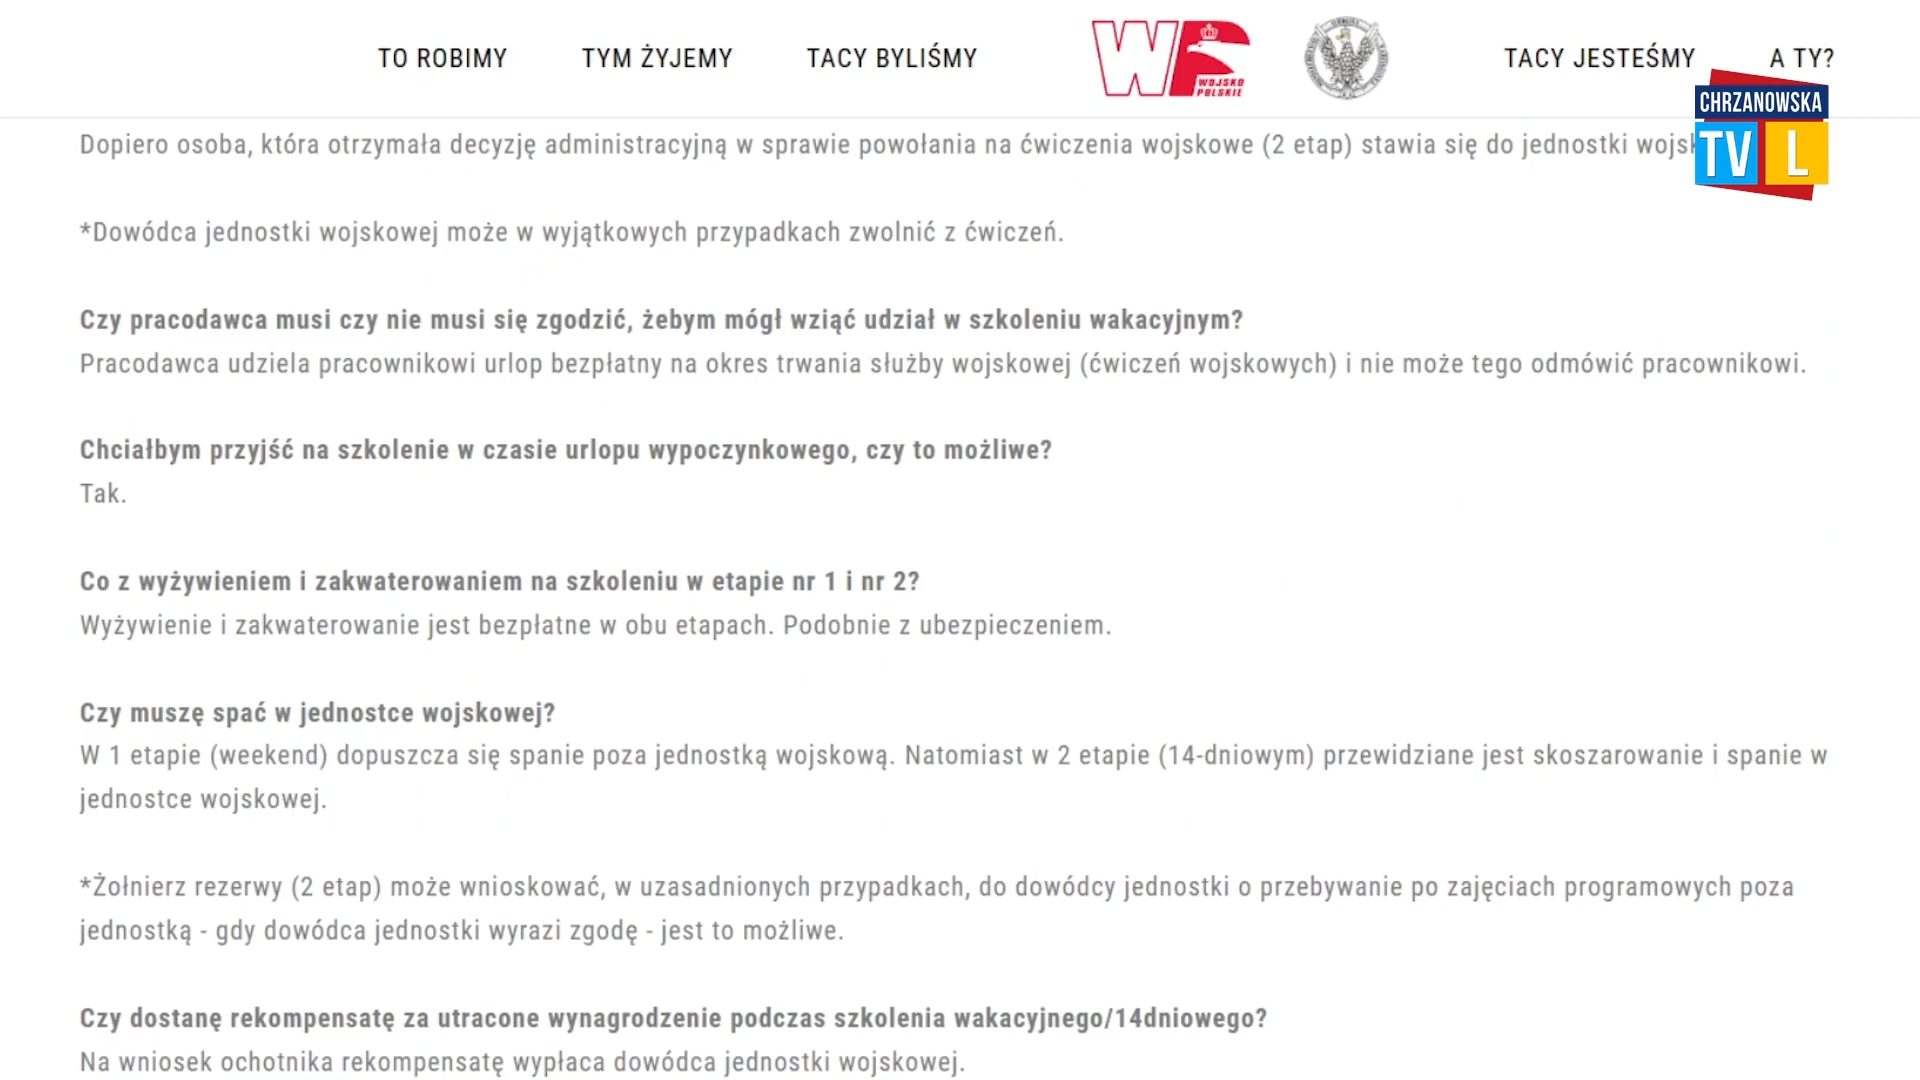 TO ROBIMY
TYM ŻYJEMY
TACY BYLIŚMY
WP
WOJSKO
POLSKIE
TACY JESTEŚMY
A TY?
CHRZANOWSKA
TV L
Dopiero osoba, która otrzymała decyzję administracyjną w sprawie powołania na ćwiczenia wojskowe (2 etap) stawia się do jednostki
*Dowódca jednostki wojskowej może w wyjątkowych przypadkach zwolnić z ćwiczeń.
Czy pracodawca musi czy nie musi się zgodzić, żebym mógł wziąć udział w szkoleniu wakacyjnym?
Pracodawca udziela pracownikowi urlop bezpłatny na okres trwania służby wojskowej (ćwiczeń wojskowych) i nie może tego odmówić pracownikowi.
Chciałbym przyjść na szkolenie w czasie urlopu wypoczynkowego, czy to możliwe?
Tak.
Co z wyżywieniem i zakwaterowaniem na szkoleniu w etapie nr 1 i nr 2?
Wyżywienie i zakwaterowanie jest bezpłatne w obu etapach. Podobnie z ubezpieczeniem.
Czy muszę spać w jednostce wojskowej?
W 1 etapie (weekend) dopuszcza się spanie poza jednostką wojskową. Natomiast w 2 etapie (14-dniowym) przewidziane jest skoszarowanie i spanie w
jednostce wojskowej.
*Żołnierz rezerwy (2 etap) może wnioskować, w uzasadnionych przypadkach, do dowódcy jednostki o przebywanie po zajęciach programowych poza
jednostką - gdy dowódca jednostki wyrazi zgodę - jest to możliwe.
Czy dostanę rekompensatę za utracone wynagrodzenie podczas szkolenia wakacyjnego/14dniowego?
Na wniosek ochotnika rekompensatę wypłaca dowódca jednostki wojskowej.